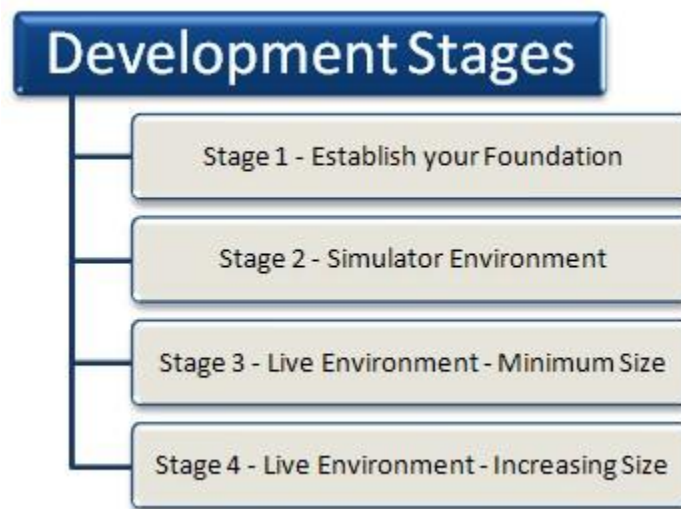 Development Stages
Stage 1 - Establish your Foundation
Stage 2 - Simulator Environment
Stage 3 - Live Environment - Minimum Size
Stage 4 - Live Environment - Increasing Size